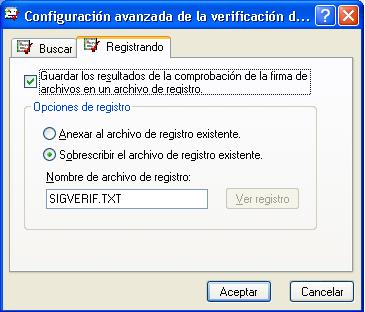 Configuración avanzada de la verificación d...
Buscar
Registrando
Guardar los resultados de la comprobación de la firma de
archivos en un archivo de registro.
Opciones de registro
Anexar al archivo de registro existente.
Sobrescribir el archivo de registro existente.
Nombre de archivo de registro:
SIGVERIF.TXT
Ver registro
Aceptar
Cancelar